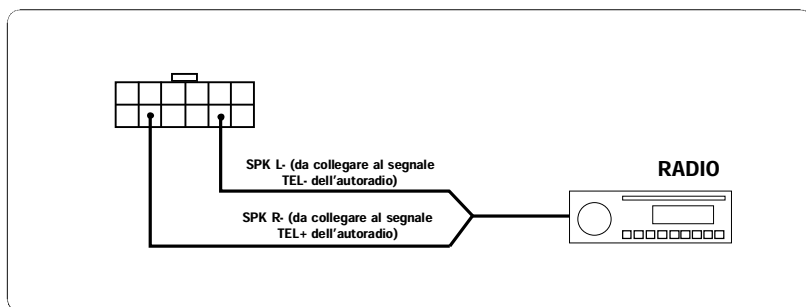 SPK L- (da collegare al segnale
TEL- dell'autoradio)
RADIO
SPK R- (da collegare al segnale
TEL+ dell'autoradio)